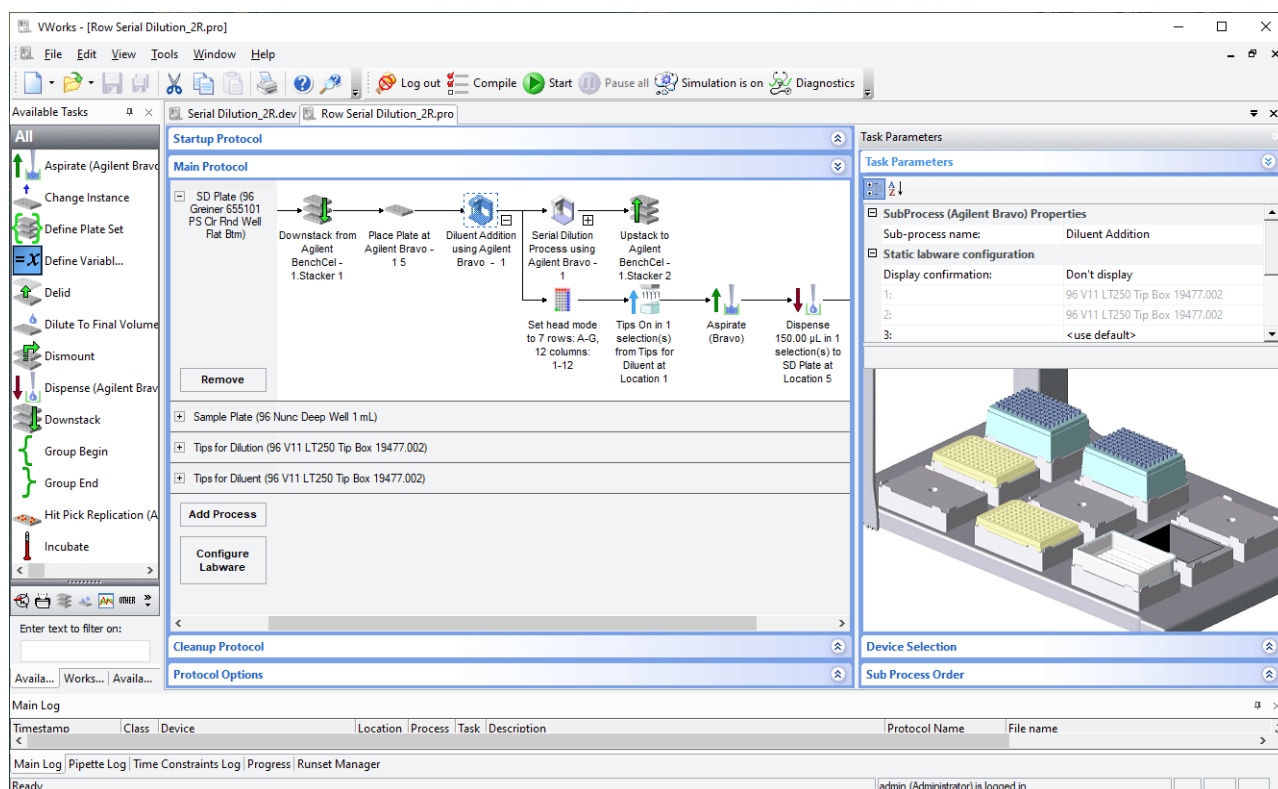 VWorks - [Row Serial Dilution_2R.pro]
File Edit View Tools Window Help
Log out Compile Start Pause all Simulation is on Diagnostics
Available Tasks
Serial Dilution_2R.dev Row Serial Dilution_2R.pro
Task Parameters
All
Aspirate (Agilent Bravo
Change Instance
Define Plate Set
=x Define Variabl...
Delid
Dilute To Final Volume
Dismount
Dispense (Agilent Brav
Downstack
Group Begin
Group End
Hit Pick Replication (A
Incubate
OTHER
Enter text to filter on:
Availa... Works... Availa...
Startup Protocol
Main Protocol
SD Plate (96
Greiner 655101
PS Clr Rnd Well
Flat Btm)
Downstack from
Agilent
BenchCel -
1.Stacker 1
Place Plate at
Agilent Bravo -
1 5
Diluent Addition
using Agilent
Bravo - 1
Serial Dilution
Process using
Agilent Bravo -
1
Upstack to
Agilent
BenchCel -
1.Stacker 2
Set head mode
to 7 rows: A-G,
12 columns:
1-12
Tips On in 1
selection(s)
from Tips for
Diluent at
Location 1
Aspirate
(Bravo)
Dispense
150.00 µL in 1
selection(s) to
SD Plate at
Location 5
Remove
Sample Plate (96 Nunc Deep Well 1 mL)
Tips for Dilution (96 V11 LT250 Tip Box 19477.002)
Tips for Diluent (96 V11 LT250 Tip Box 19477.002)
Add Process
Configure
Labware
Cleanup Protocol
Protocol Options
Task Parameters
SubProcess (Agilent Bravo) Properties
Sub-process name: Diluent Addition
Static labware configuration
Display confirmation: Don't display
1: 96 V11 LT250 Tip Box 19477.002
2: 96 V11 LT250 Tip Box 19477.002
3: <use default>
Device Selection
Sub Process Order
Main Log
Timestamp Class Device Location Process Task Description Protocol Name File name
Main Log Pipette Log Time Constraints Log Progress Runset Manager
Ready admin (Administrator) is logged in